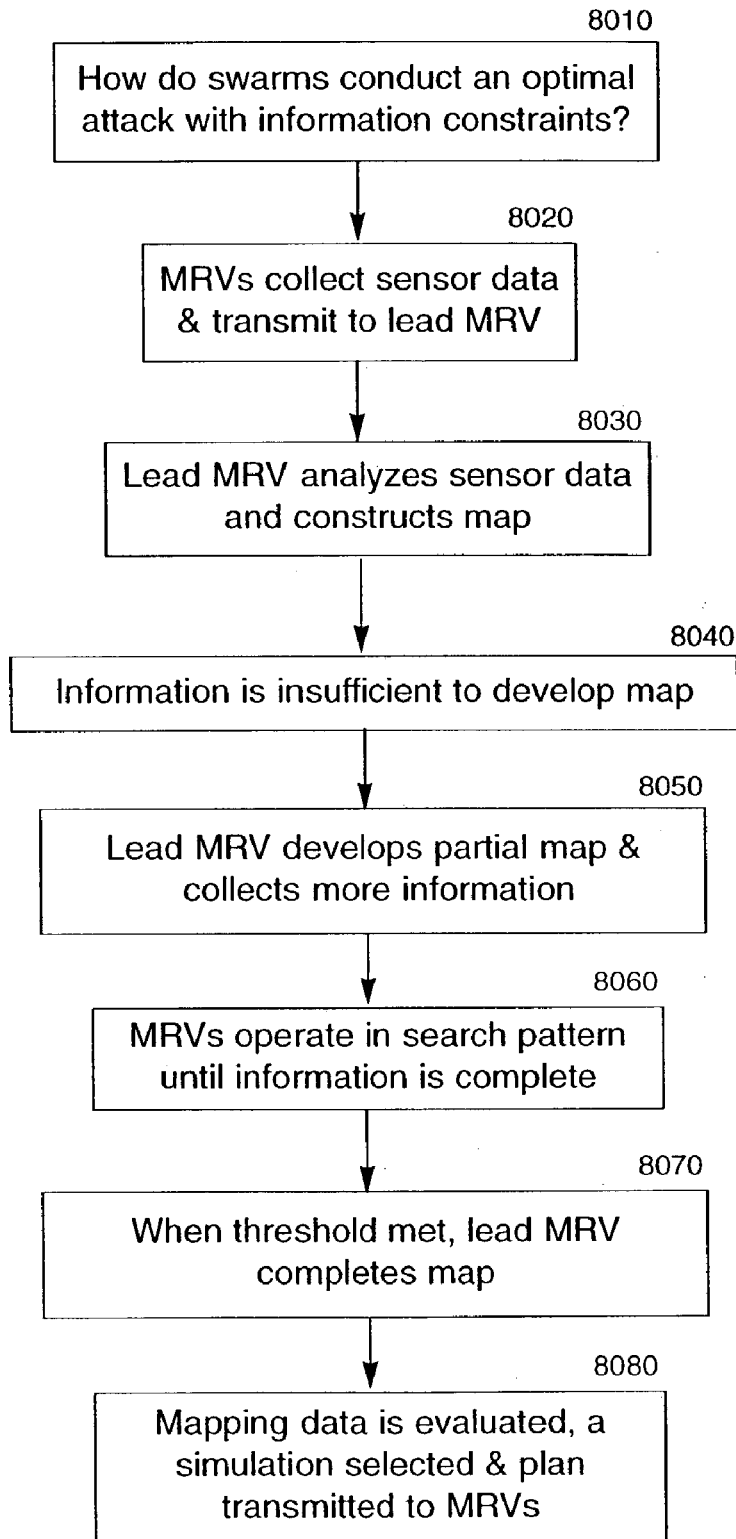 8010
How do swarms conduct an optimal
attack with information constraints?
8020
MRVs collect sensor data
& transmit to lead MRV
8030
Lead MRV analyzes sensor data
and constructs map
8040
Information is insufficient to develop map
8050
Lead MRV develops partial map &
collects more information
8060
MRVs operate in search pattern
until information is complete
8070
When threshold met, lead MRV
completes map
8080
Mapping data is evaluated, a
simulation selected & plan
transmitted to MRVs